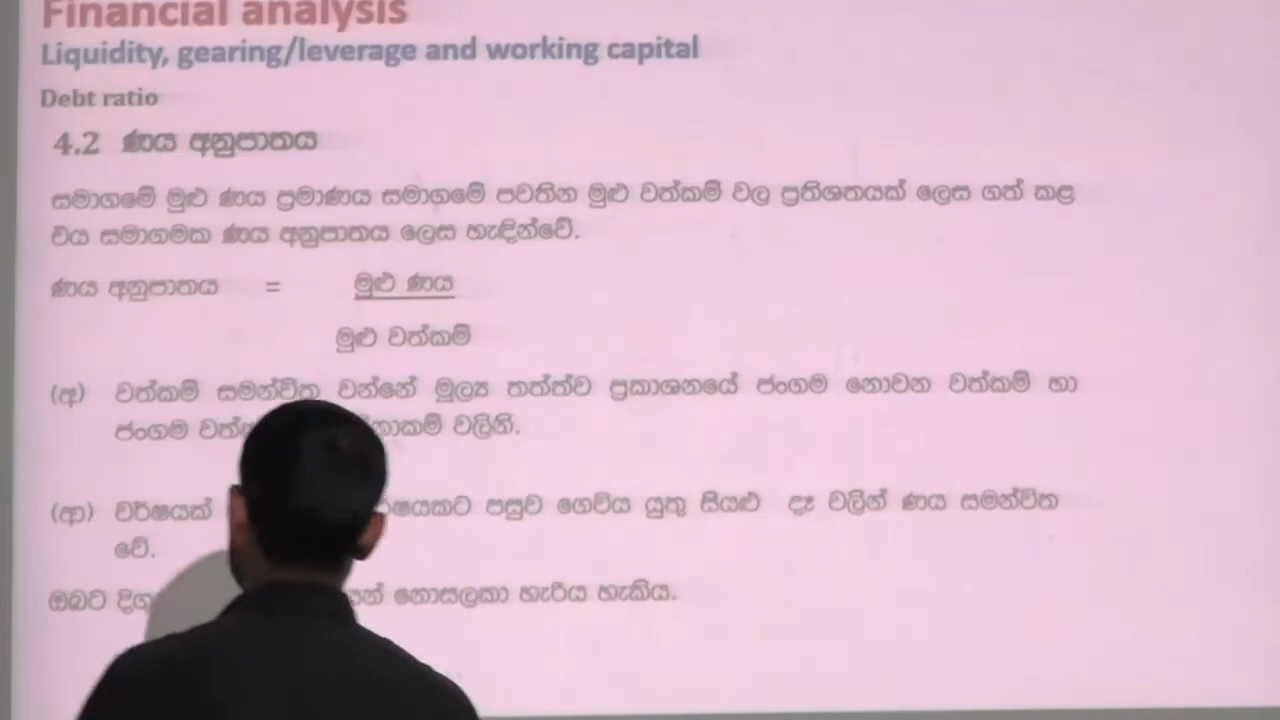 Financial analysis
Liquidity, gearing/leverage and working capital
Debt ratio
4.2 ණය අනුපාතය
සමාගමේ මුළු ණය ප්‍රමාණය සමාගමේ පවතින මුළු වත්කම් වල ප්‍රතිශතයක් ලෙස ගත් කළ
එය සමාගමක ණය අනුපාතය ලෙස හැඳින්වේ.
ණය අනුපාතය = මුළු ණය
මුළු වත්කම්
(අ) වත්කම් සමන්විත වන්නේ මූල්‍ය තත්ත්ව ප්‍රකාශනයේ ජංගම නොවන වත්කම් හා
ජංගම වලිනි.
(ආ) වර්ෂයක් පසුව ගෙවිය යුතු සියළු දෑ වලින් ණය සමන්විත
වේ.
ඔබට නොසලකා හැරිය හැකිය.